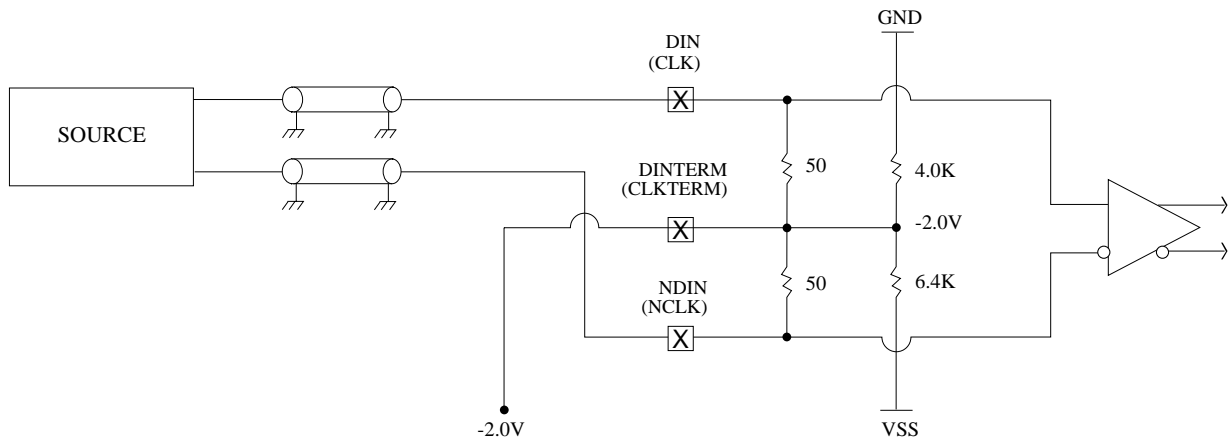 GND
DIN
(CLK)
X
SOURCE
DINTERM
(CLKTERM)
50
4.0K
X
-2.0V
NDIN
(NCLK)
50
6.4K
X
-2.0V
VSS